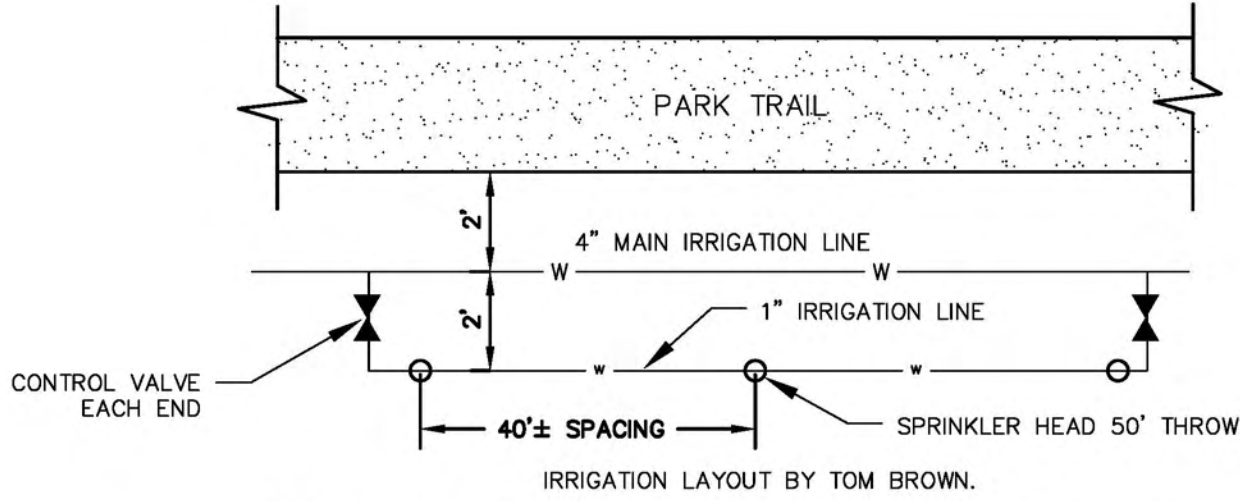 PARK TRAIL
2'
4" MAIN IRRIGATION LINE
W
W
2'
1" IRRIGATION LINE
CONTROL VALVE
EACH END
w
w
40'± SPACING
SPRINKLER HEAD 50' THROW
IRRIGATION LAYOUT BY TOM BROWN.